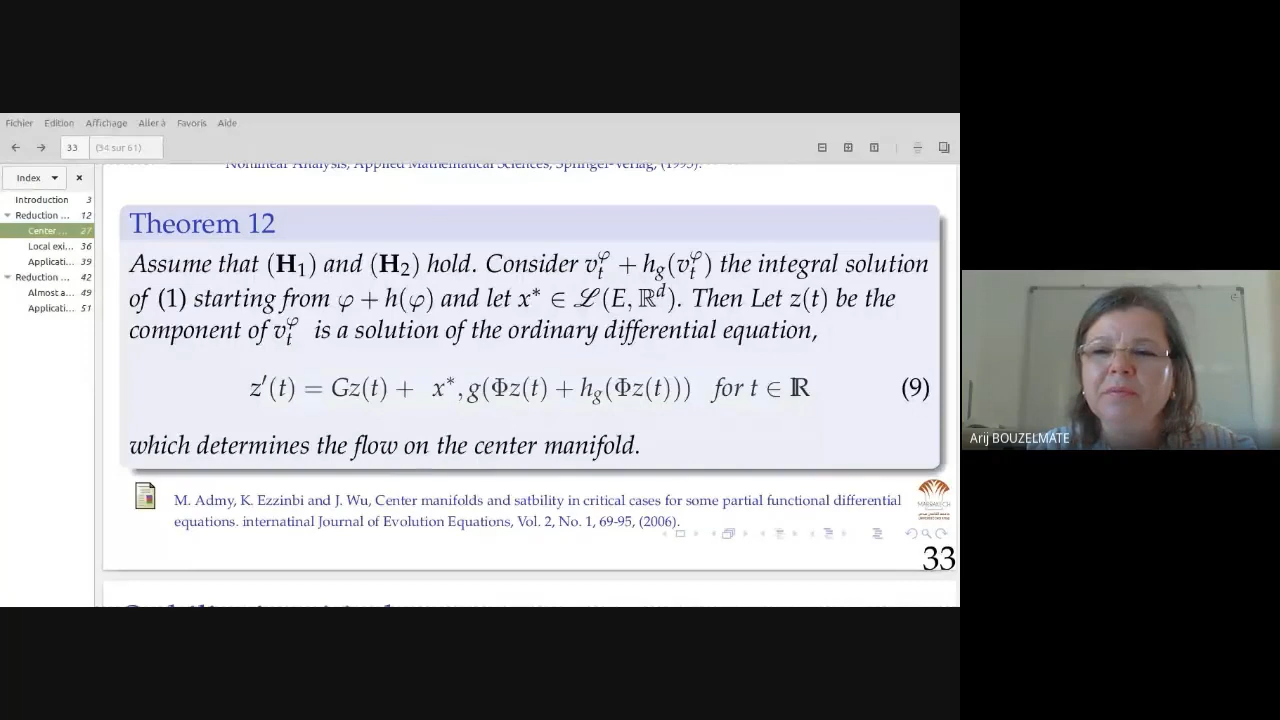 Fichier Edition Affichage Aller à Favoris Aide
33 (34 sur 61)
Index
Introduction 3
Reduction ... 12
Center ... 27
Local exi... 36
Applicati... 39
Reduction ... 42
Almost a... 49
Applicati... 51
Nonlinear Analysis, Applied Mathematical Sciences, Springer-Verlag, (1995).
Theorem 12
Assume that (H₁) and (H₂) hold. Consider v_t^φ + h_g(v_t^φ) the integral solution
of (1) starting from φ + h(φ) and let x* ∈ ℒ(E, ℝ^d). Then Let z(t) be the
component of v_t^φ is a solution of the ordinary differential equation,
z′(t) = Gz(t) + x*, g(Φz(t) + h_g(Φz(t))) for t ∈ ℝ (9)
which determines the flow on the center manifold.
M. Admy, K. Ezzinbi and J. Wu, Center manifolds and satbility in critical cases for some partial functional differential
equations. internatinal Journal of Evolution Equations, Vol. 2, No. 1, 69-95, (2006).
33
Arij BOUZELMATE